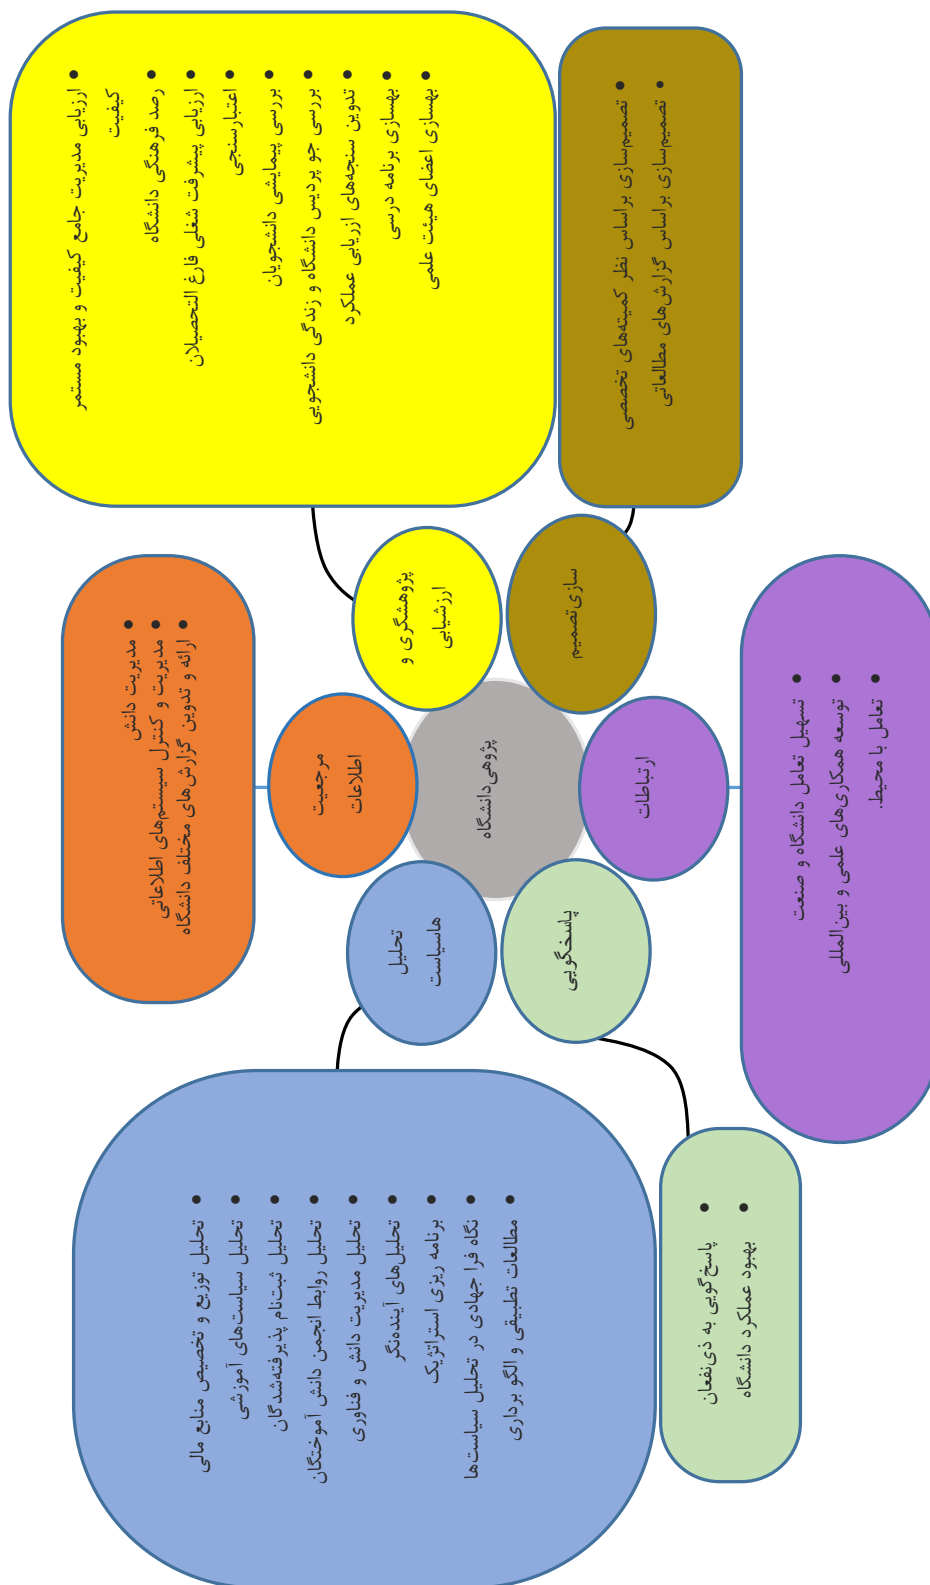 ارزیابی مدیریت جامع کیفیت و بهبود مستمر
کیفیت
رصد فرهنگی دانشگاه
ارزیابی پیشرفت شغلی فارغ التحصیلان
اعتبارسنجی
بررسی پیمایشی دانشجویان
بررسی جو پردیس دانشگاه و زندگی دانشجویی
تدوین سنجه‌های ازریابی عملکرد
بهسازی برنامه درسی
بهسازی اعضای هیئت علمی
تصمیم‌سازی براساس نظر کمیته‌های تخصصی
تصمیم‌سازی براساس گزارش‌های مطالعاتی
پژوهشگری و
ارزشیابی
سازی‌تصمیم
مدیریت دانش
مدیریت و کنترل سیستم‌های اطلاعاتی
ارائه و تدوین گزارش‌های مختلف دانشگاه
مرجعیت
اطلاعات
پژوهی‌دانشگاه
ارتباطات
تسهیل تعامل دانشگاه و صنعت
توسعه همکاری‌های علمی و بین‌المللی
تعامل با محیط.
تحلیل
هاسیاست
پاسخگویی
تحلیل توزیع و تخصیص منابع مالی
تحلیل سیاست‌های آموزشی
تحلیل ثبت‌نام پذیرفته‌شدگان
تحلیل روابط انجمن دانش آموختگان
تحلیل مدیریت دانش و فناوری
تحلیل‌های آینده‌نگر
برنامه ریزی استراتژیک
نگاه فرا جهادی در تحلیل سیاست‌ها
مطالعات تطبیقی و الگو برداری
پاسخ‌گویی به ذی‌نفعان
بهبود عملکرد دانشگاه